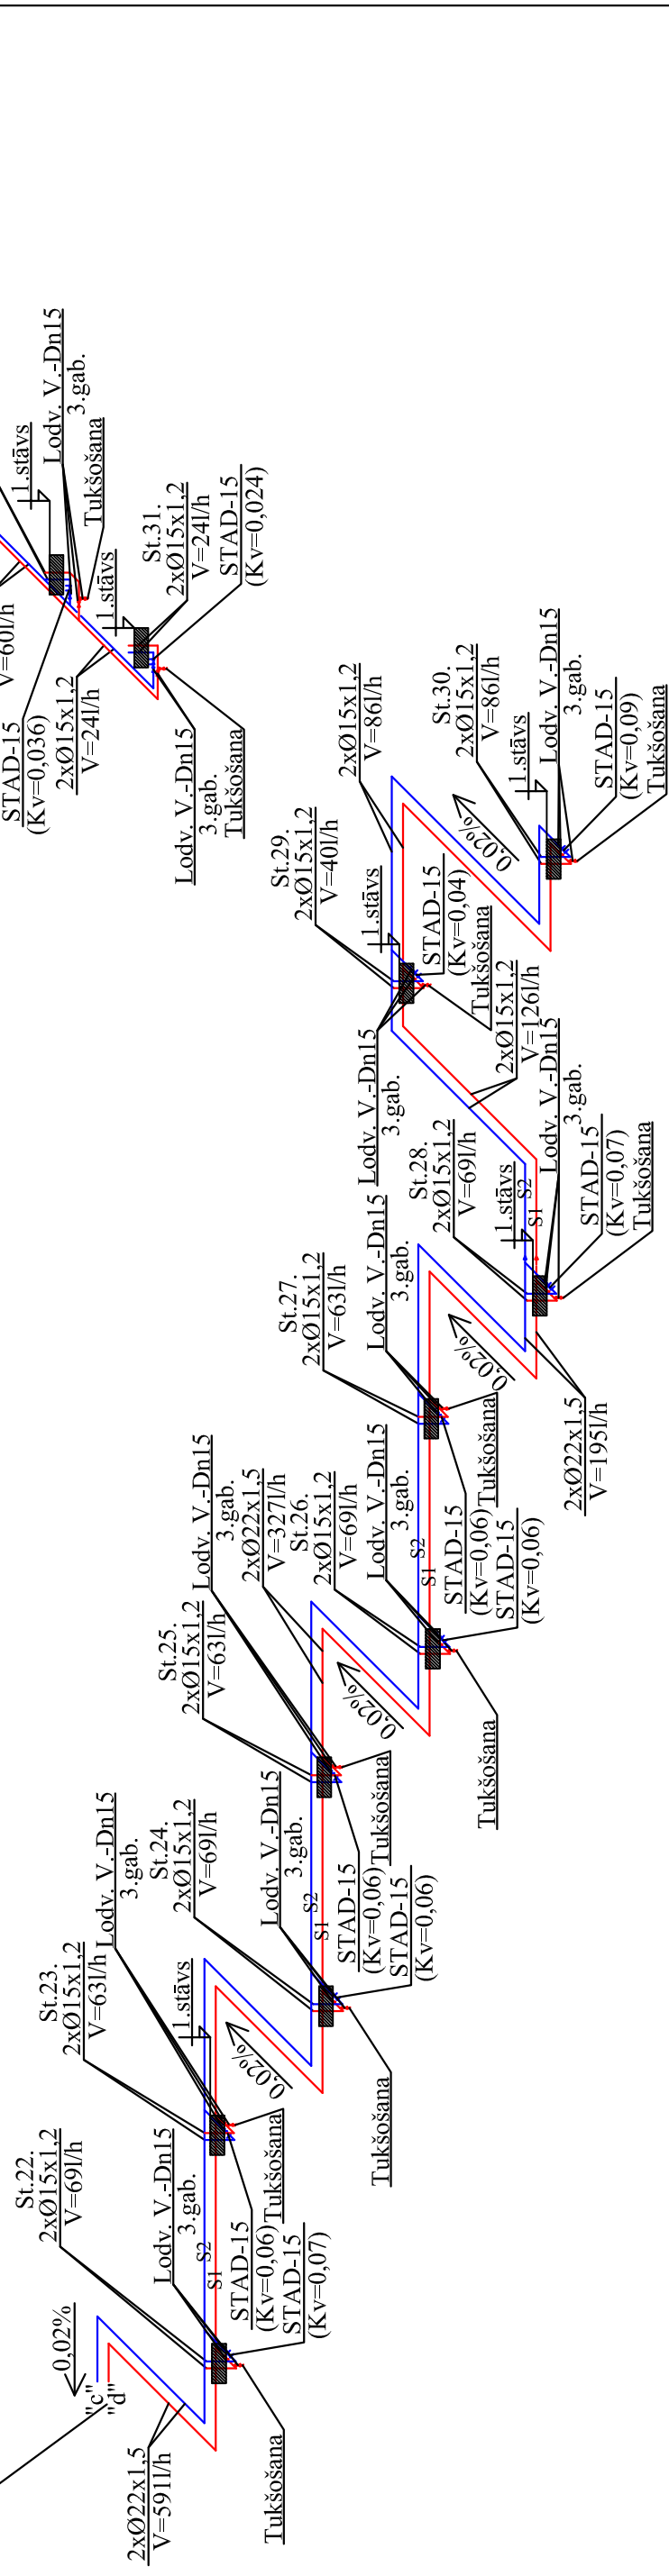 V=60l/h
STAD-15
(Kv=0,036)
2xØ15x1,2
V=24l/h
1.stāvs
Lodv. V.-Dn15
3.gab.
Tukšošana
1.stāvs
St.31.
2xØ15x1,2
V=24l/h
STAD-15
(Kv=0,024)
Lodv. V.-Dn15
3.gab.
Tukšošana
2xØ15x1,2
V=86l/h
St.30.
2xØ15x1,2
V=86l/h
1.stāvs
Lodv. V.-Dn15
3.gab.
STAD-15
(Kv=0,09)
Tukšošana
0.02%
St.29.
2xØ15x1,2
V=40l/h
1.stāvs
STAD-15
(Kv=0,04)
Tukšošana
Lodv. V.-Dn15
3.gab.
2xØ15x1,2
V=126l/h
St.28.
2xØ15x1,2
V=69l/h
1.stāvs
S2
S1
Lodv. V.-Dn15
3.gab.
STAD-15
(Kv=0,07)
Tukšošana
0.02%
2xØ22x1,5
V=195l/h
St.27.
2xØ15x1,2
V=63l/h
Lodv. V.-Dn15
3.gab.
Tukšošana
STAD-15
(Kv=0,06)
St.26.
2xØ15x1,2
V=69l/h
Lodv. V.-Dn15
3.gab.
S2
S1
STAD-15
(Kv=0,06)
Tukšošana
2xØ22x1,5
V=327l/h
0.02%
St.25.
2xØ15x1,2
V=63l/h
Lodv. V.-Dn15
3.gab.
Tukšošana
STAD-15
(Kv=0,06)
St.24.
2xØ15x1,2
V=69l/h
Lodv. V.-Dn15
3.gab.
S2
S1
STAD-15
(Kv=0,06)
Tukšošana
0.02%
St.23.
2xØ15x1,2
V=63l/h
Lodv. V.-Dn15
3.gab.
1.stāvs
Tukšošana
STAD-15
(Kv=0,06)
St.22.
2xØ15x1,2
V=69l/h
Lodv. V.-Dn15
3.gab.
S2
S1
STAD-15
(Kv=0,07)
Tukšošana
0,02%
"c"
"d"
2xØ22x1,5
V=591l/h